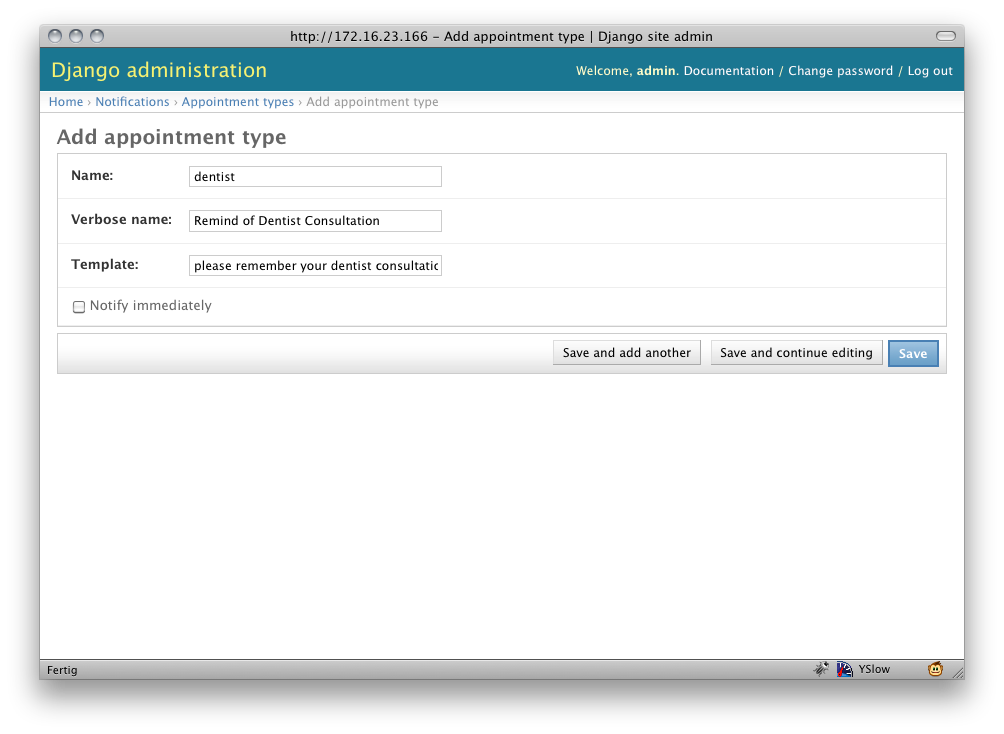 http://172.16.23.166 – Add appointment type | Django site admin
Django administration
Welcome, admin. Documentation / Change password / Log out
Home › Notifications › Appointment types › Add appointment type
Add appointment type
Name: dentist
Verbose name: Remind of Dentist Consultation
Template: please remember your dentist consultatic
Notify immediately
Save and add another Save and continue editing Save
Fertig YSlow